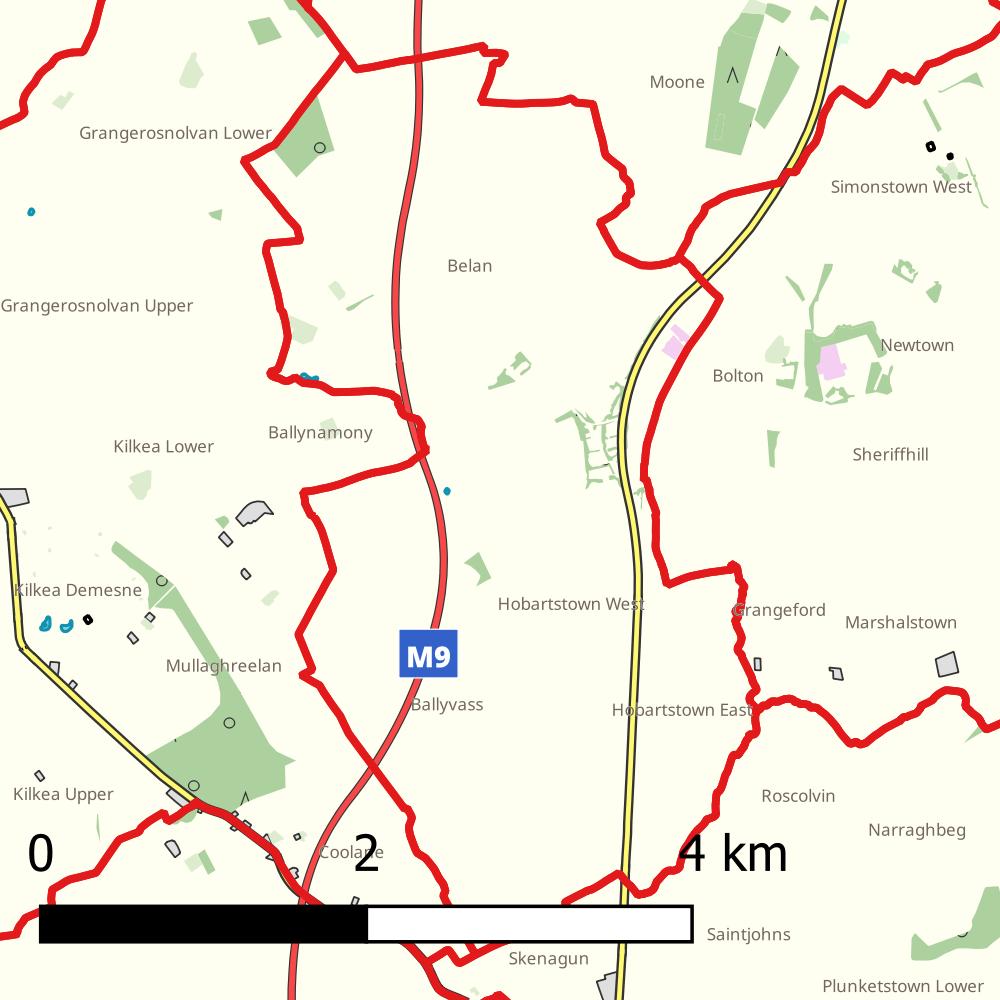 Moone
Grangerosnolvan Lower
Simonstown West
Belan
Grangerosnolvan Upper
Newtown
Bolton
Ballynamony
Kilkea Lower
Sheriffhill
Kilkea Demesne
Hobartstown West
Grangeford
Marshalstown
M9
Mullaghreelan
Ballyvass
Hobartstown East
Kilkea Upper
Roscolvin
Narraghbeg
Coolane
0 2 4 km
Saintjohns
Skenagun
Plunketstown Lower